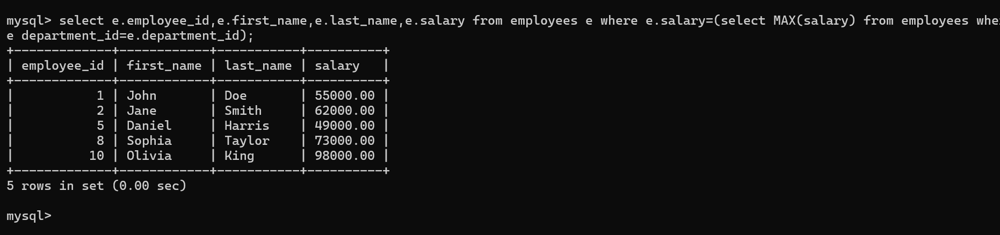 mysql> select e.employee_id,e.first_name,e.last_name,e.salary from employees e where e.salary=(select MAX(salary) from employees wher
e department_id=e.department_id);
+-------------+------------+-----------+----------+
| employee_id | first_name | last_name | salary   |
+-------------+------------+-----------+----------+
|           1 | John       | Doe       | 55000.00 |
|           2 | Jane       | Smith     | 62000.00 |
|           5 | Daniel     | Harris    | 49000.00 |
|           8 | Sophia     | Taylor    | 73000.00 |
|          10 | Olivia     | King      | 98000.00 |
+-------------+------------+-----------+----------+
5 rows in set (0.00 sec)
mysql>